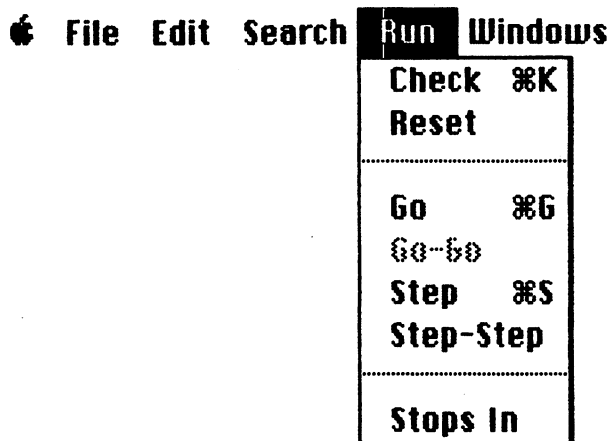 File Edit Search Run Windows
Check ⌘K
Reset
Go ⌘G
Go-Go
Step ⌘S
Step-Step
Stops In